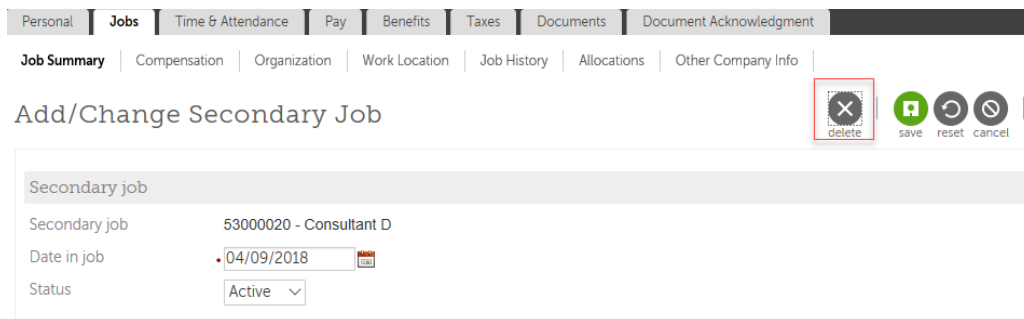 Personal Jobs Time & Attendance Pay Benefits Taxes Documents Document Acknowledgment
Job Summary Compensation Organization Work Location Job History Allocations Other Company Info
Add/Change Secondary Job
delete save reset cancel
Secondary job
Secondary job 53000020 - Consultant D
Date in job 04/09/2018
Status Active